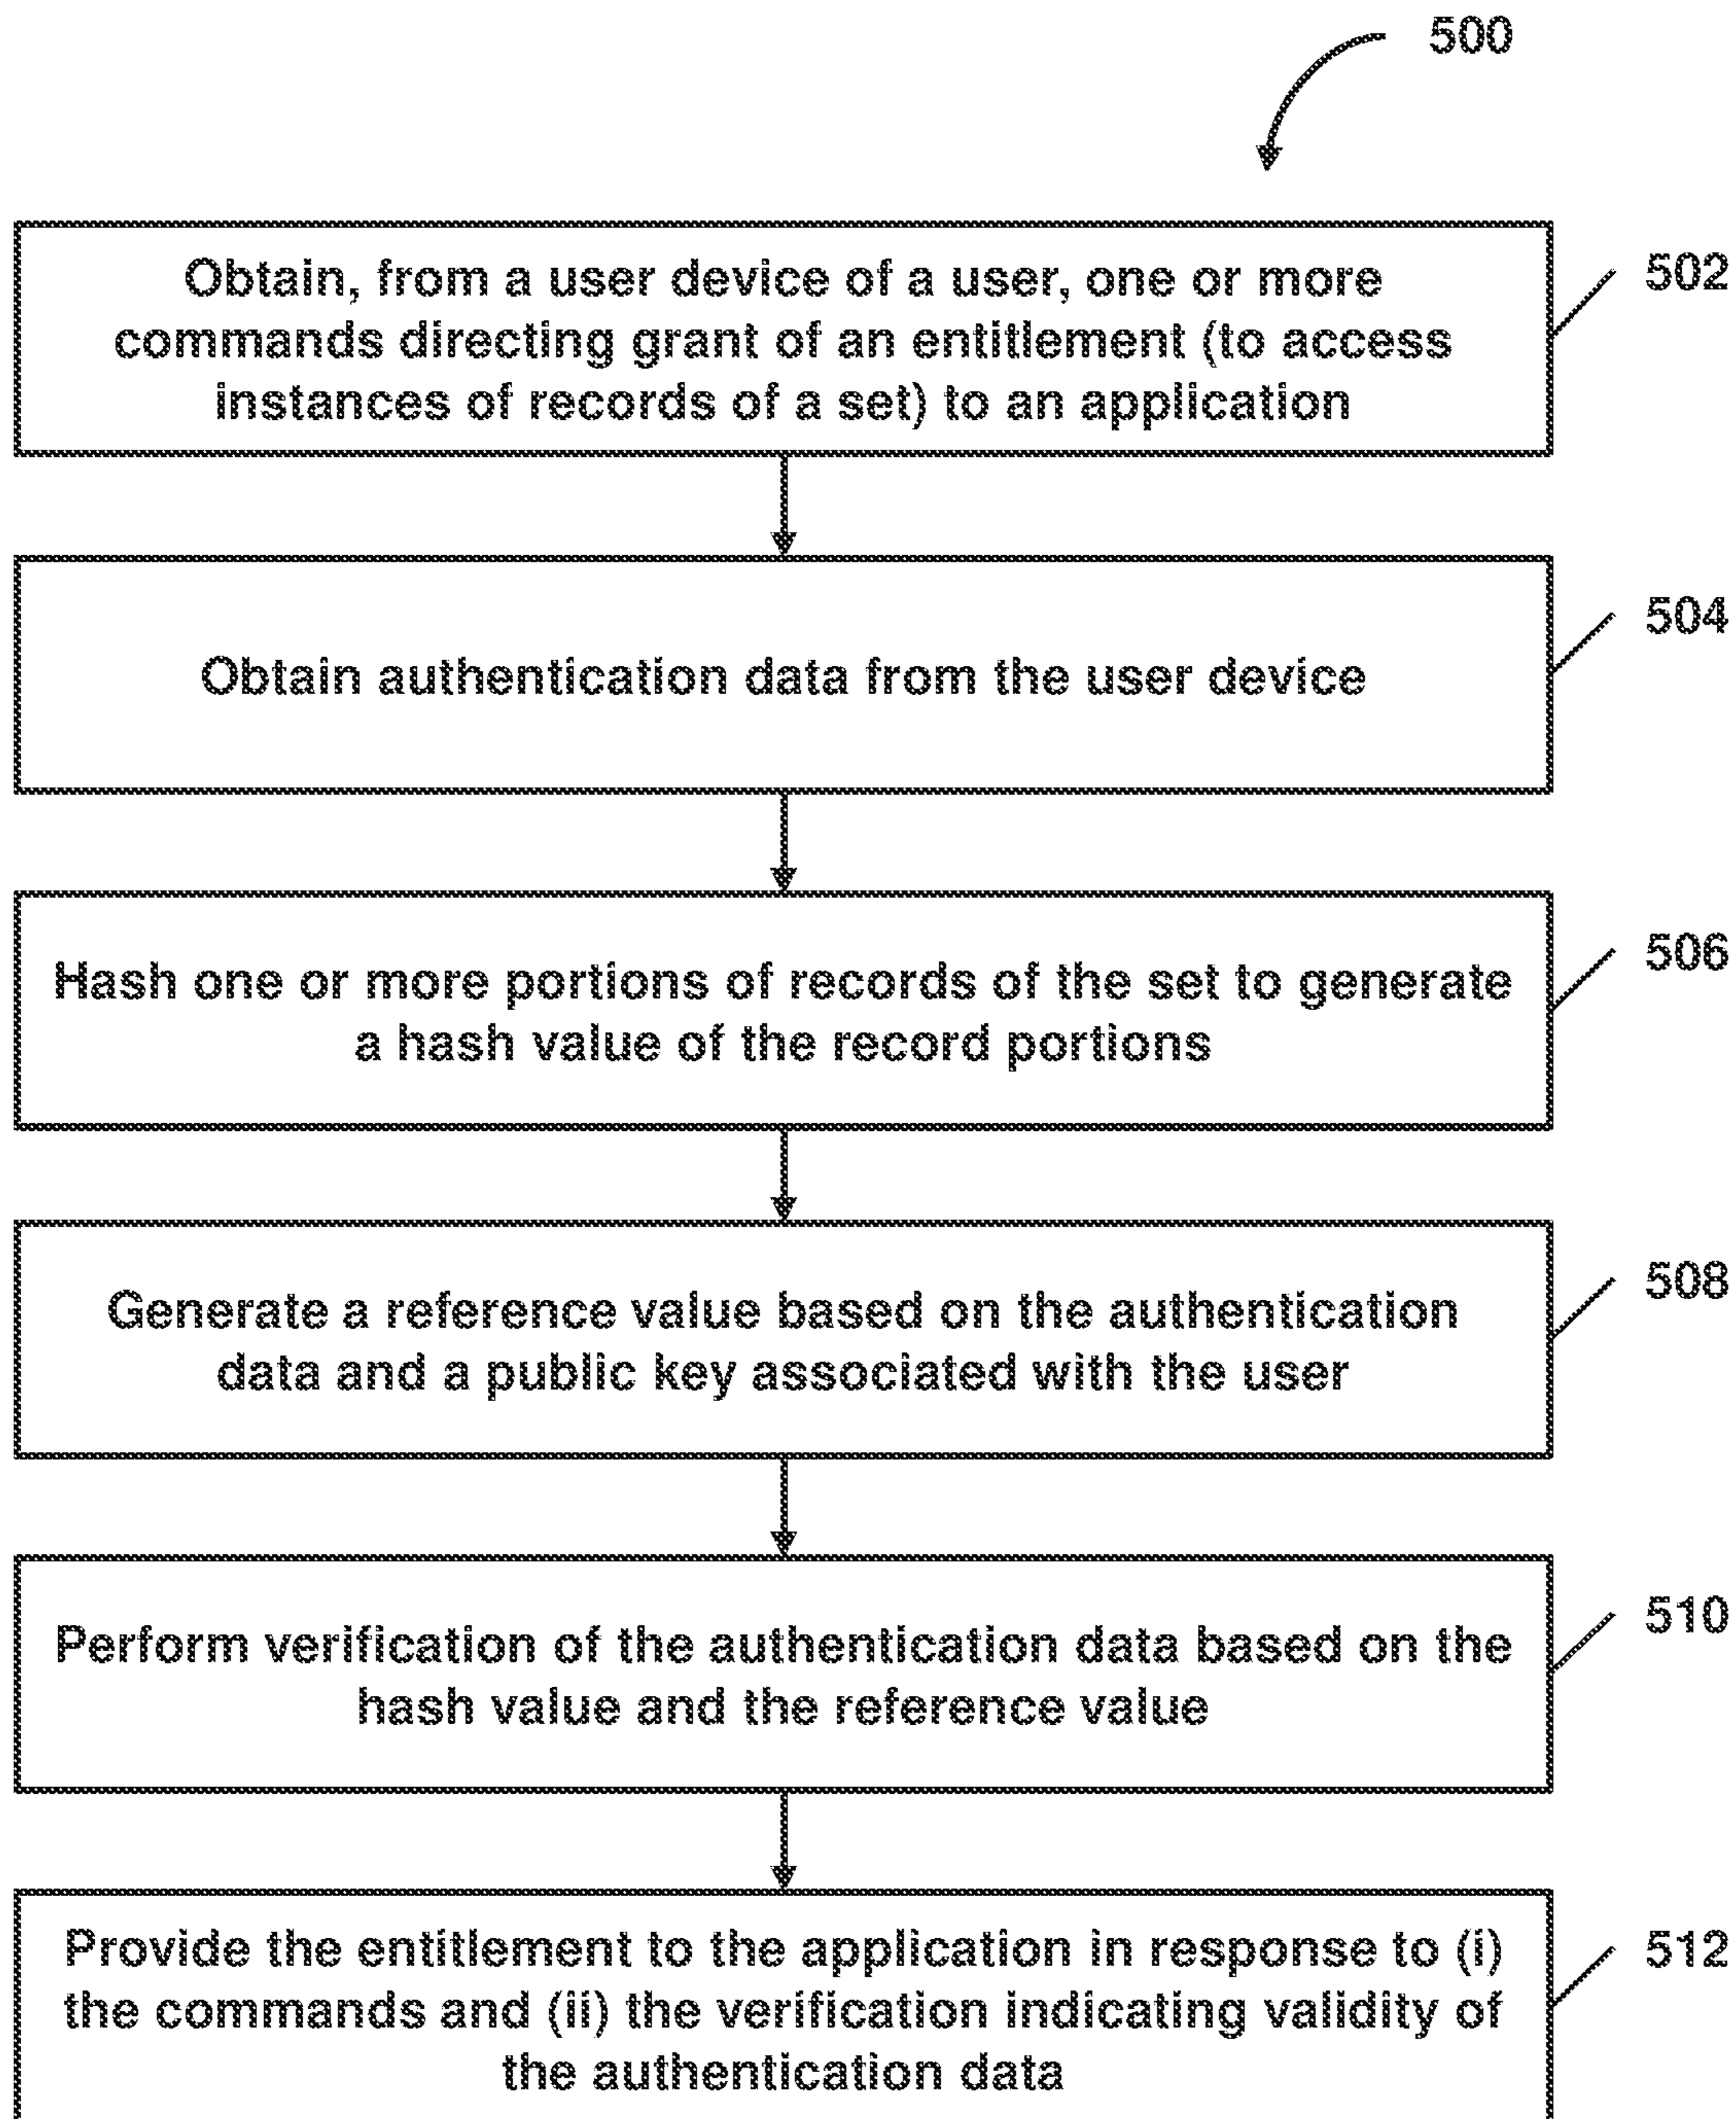 500
Obtain, from a user device of a user, one or more
commands directing grant of an entitlement (to access
instances of records of a set) to an application
502
Obtain authentication data from the user device
504
Hash one or more portions of records of the set to generate
a hash value of the record portions
506
Generate a reference value based on the authentication
data and a public key associated with the user
508
Perform verification of the authentication data based on the
hash value and the reference value
510
Provide the entitlement to the application in response to (i)
the commands and (ii) the verification indicating validity of
the authentication data
512